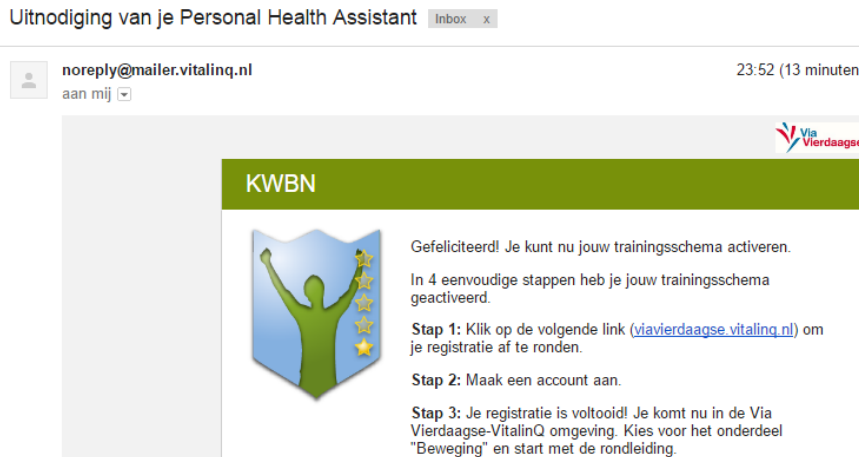 Uitnodiging van je Personal Health Assistant Inbox x
noreply@mailer.vitalinq.nl 23:52 (13 minuten
aan mij
Via
Vierdaagse
KWBN
Gefeliciteerd! Je kunt nu jouw trainingsschema activeren.
In 4 eenvoudige stappen heb je jouw trainingsschema
geactiveerd.
Stap 1: Klik op de volgende link (viavierdaagse.vitalinq.nl) om
je registratie af te ronden.
Stap 2: Maak een account aan.
Stap 3: Je registratie is voltooid! Je komt nu in de Via
Vierdaagse-VitalinQ omgeving. Kies voor het onderdeel
"Beweging" en start met de rondleiding.